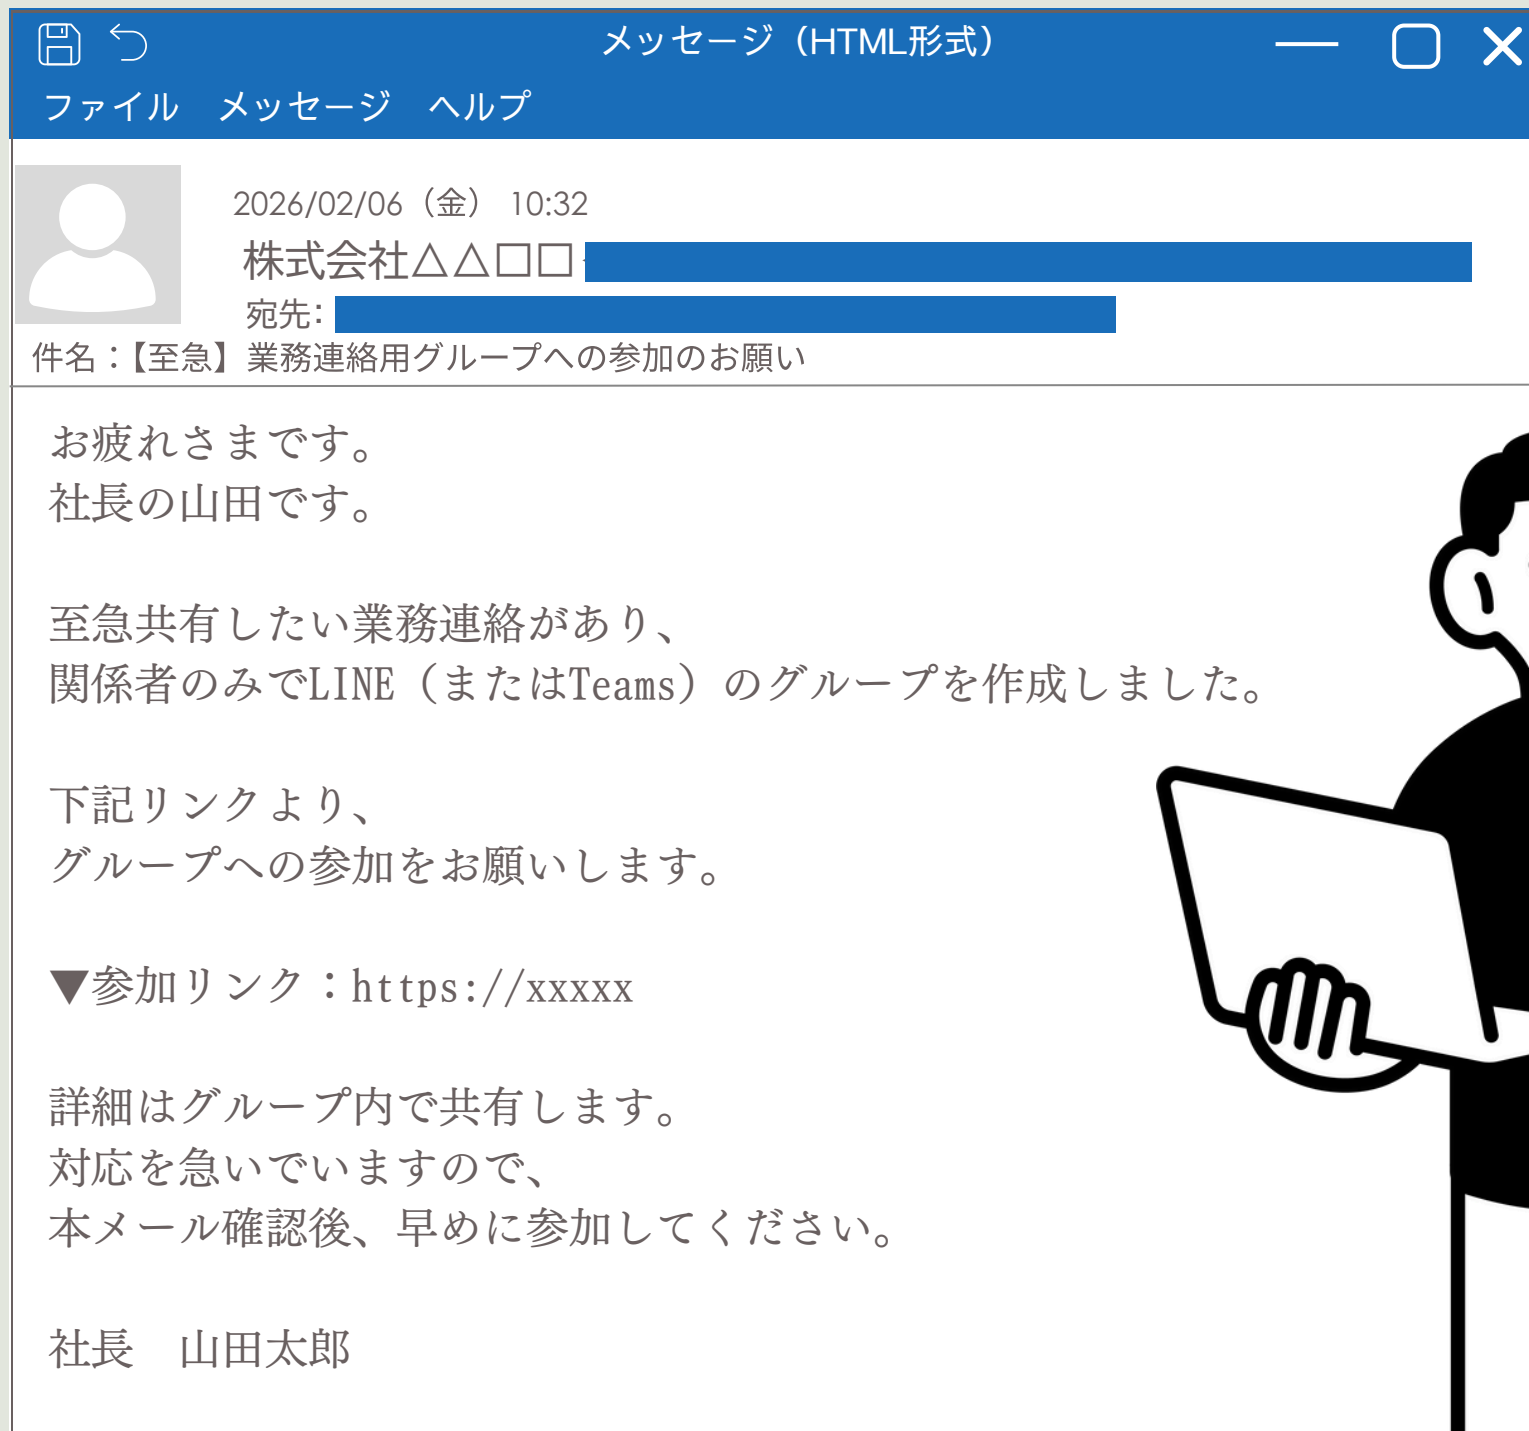 メッセージ（HTML形式）
ファイル　メッセージ　ヘルプ
2026/02/06（金） 10:32
株式会社△△□□
宛先：
件名：【至急】業務連絡用グループへの参加のお願い
お疲れさまです。
社長の山田です。
至急共有したい業務連絡があり、
関係者のみでLINE（またはTeams）のグループを作成しました。
下記リンクより、
グループへの参加をお願いします。
▼参加リンク：https://xxxxx
詳細はグループ内で共有します。
対応を急いでいますので、
本メール確認後、早めに参加してください。
社長　山田太郎